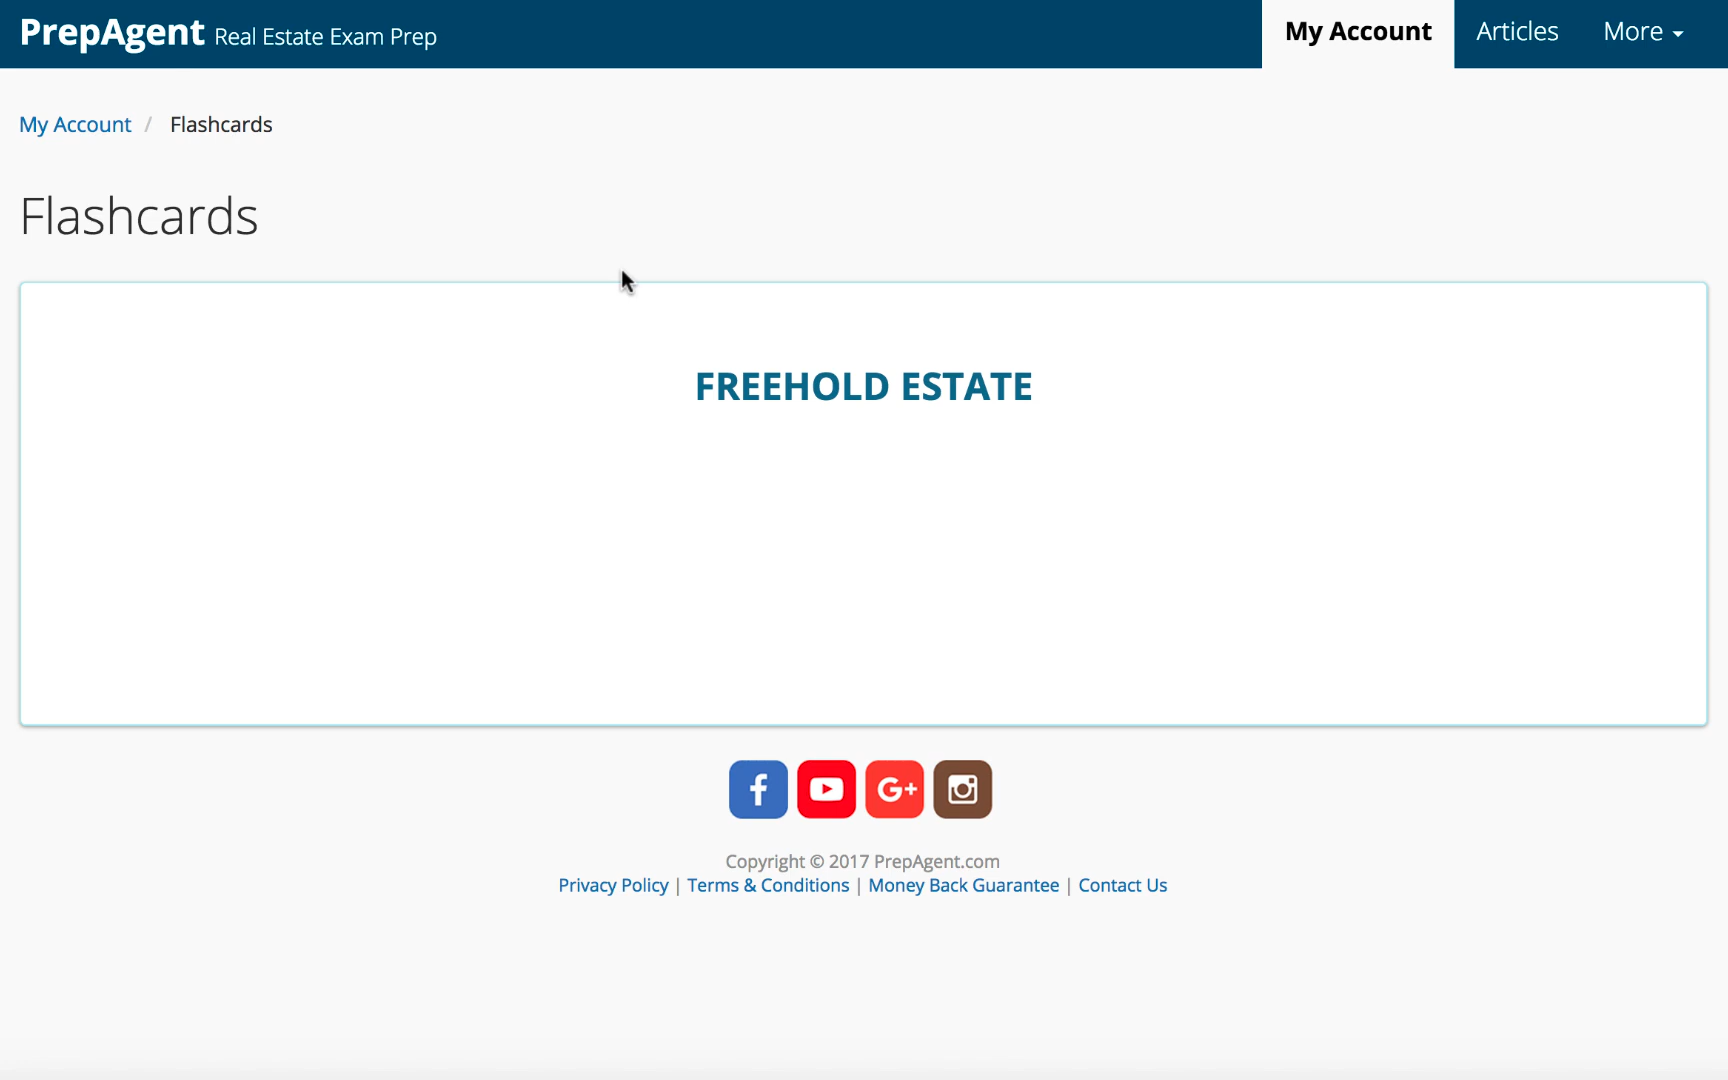 PrepAgent Real Estate Exam Prep
My Account
Articles
More
My Account / Flashcards
Flashcards
FREEHOLD ESTATE
f
G+
Copyright © 2017 PrepAgent.com
Privacy Policy | Terms & Conditions | Money Back Guarantee | Contact Us